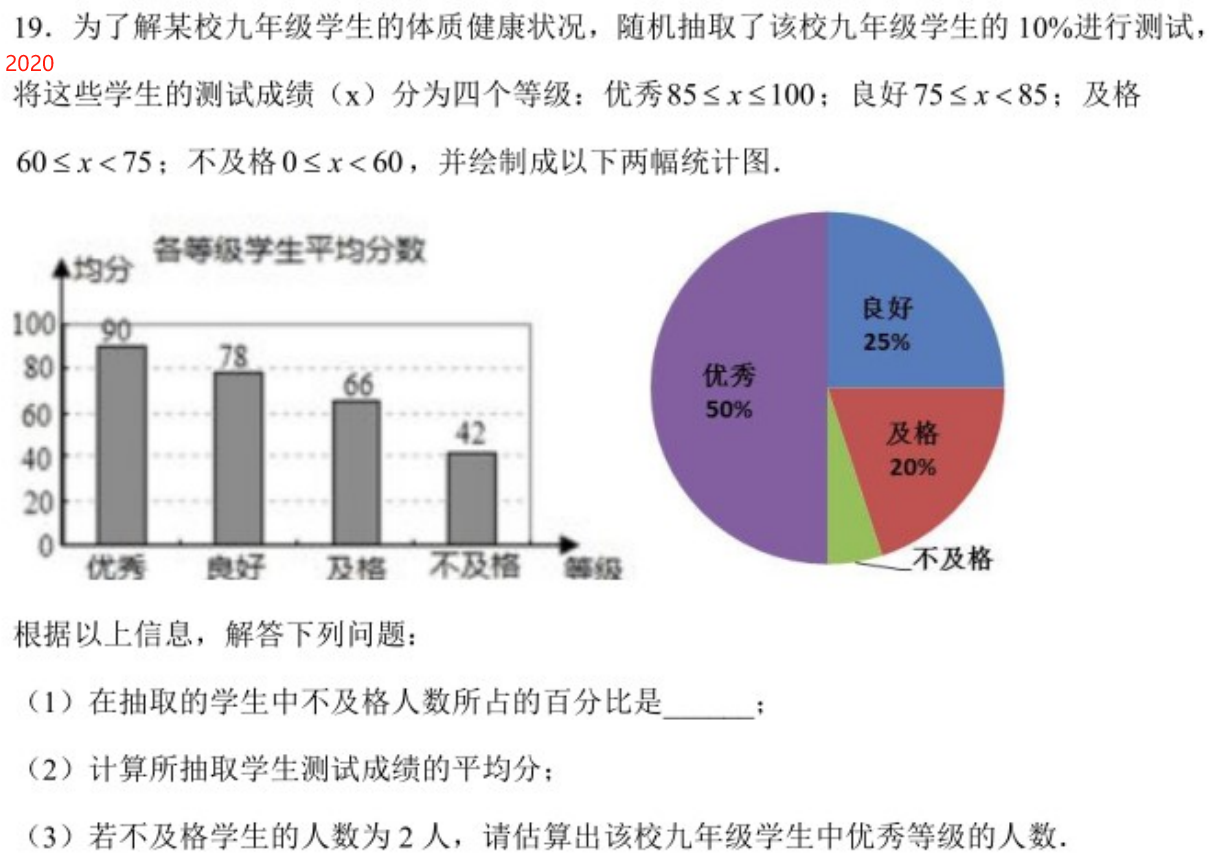 19．为了解某校九年级学生的体质健康状况，随机抽取了该校九年级学生的 10%进行测试，
2020
将这些学生的测试成绩（x）分为四个等级：优秀85≤x≤100；良好75≤x<85；及格
60≤x<75；不及格0≤x<60，并绘制成以下两幅统计图．
各等级学生平均分数
均分
100
80
60
40
20
0
90
78
66
42
优秀
良好
及格
不及格
等级
良好
25%
优秀
50%
及格
20%
不及格
根据以上信息，解答下列问题：
（1）在抽取的学生中不及格人数所占的百分比是______；
（2）计算所抽取学生测试成绩的平均分；
（3）若不及格学生的人数为 2 人，请估算出该校九年级学生中优秀等级的人数．